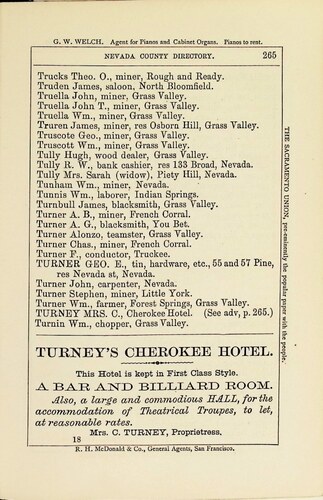 G. W. WELCH. Agent for Pianos and Cabinet Organs. Pianos to rent.
NEVADA COUNTY DIRECTORY. 265
Trucks Theo. O., miner, Rough and Ready.
Truden James, saloon, North Bloomfield.
Truella John, miner, Grass Valley.
Truella John T., miner, Grass Valley.
Truella Wm., miner, Grass Valley.
Truren James, miner, res Osborn Hill, Grass Valley.
Truscote Geo., miner, Grass Valley.
Truscott Wm., miner, Grass Valley.
Tully Hugh, wood dealer, Grass Valley.
Tully R. W., bank cashier, res 133 Broad, Nevada.
Tully Mrs. Sarah (widow), Piety Hill, Nevada.
Tunham Wm., miner, Nevada.
Tunnis Wm., laborer, Indian Springs.
Turnbull James, blacksmith, Grass Valley.
Turner A. B., miner, French Corral.
Turner A. G., blacksmith, You Bet.
Turner Alonzo, teamster, Grass Valley.
Turner Chas., miner, French Corral.
Turner F., conductor, Truckee.
TURNER GEO. E., tin, hardware, etc., 55 and 57 Pine,
res Nevada st, Nevada.
Turner John, carpenter, Nevada.
Turner Stephen, miner, Little York.
Turner Wm., farmer, Forest Springs, Grass Valley.
TURNEY MRS. C., Cherokee Hotel. (See adv, p. 265.)
Turnin Wm., chopper, Grass Valley.
TURNEY'S CHEROKEE HOTEL.
This Hotel is kept in First Class Style.
A BAR AND BILLIARD ROOM.
Also, a large and commodious HALL, for the
accommodation of Theatrical Troupes, to let,
at reasonable rates.
Mrs. C. TURNEY, Proprietress.
18
R. H. McDonald & Co., General Agents, San Francisco.
THE SACRAMENTO UNION, pre-eminently the popular paper with the people.